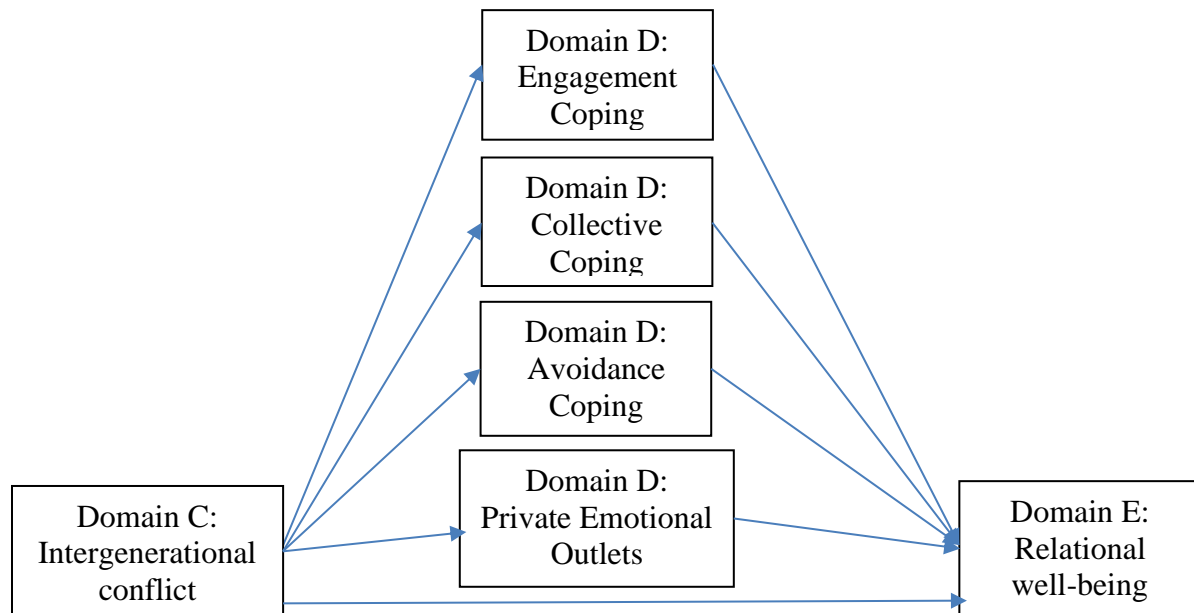 Domain D:
Engagement
Coping
Domain D:
Collective
Coping
Domain D:
Avoidance
Coping
Domain D:
Private Emotional
Outlets
Domain C:
Intergenerational
conflict
Domain E:
Relational
well-being